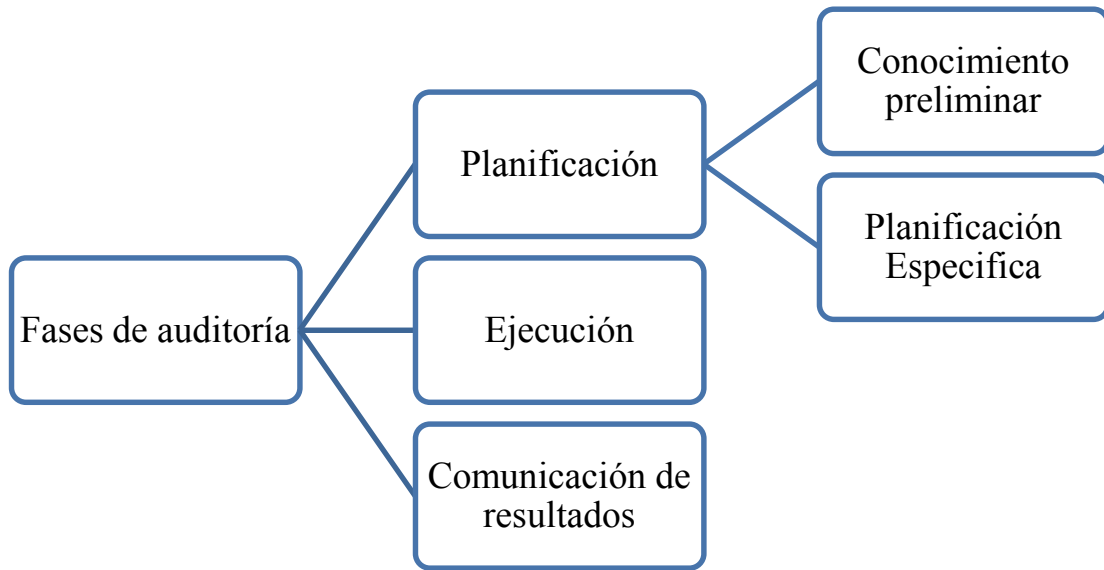 Fases de auditoría
Planificación
Conocimiento
preliminar
Planificación
Especifica
Ejecución
Comunicación de
resultados